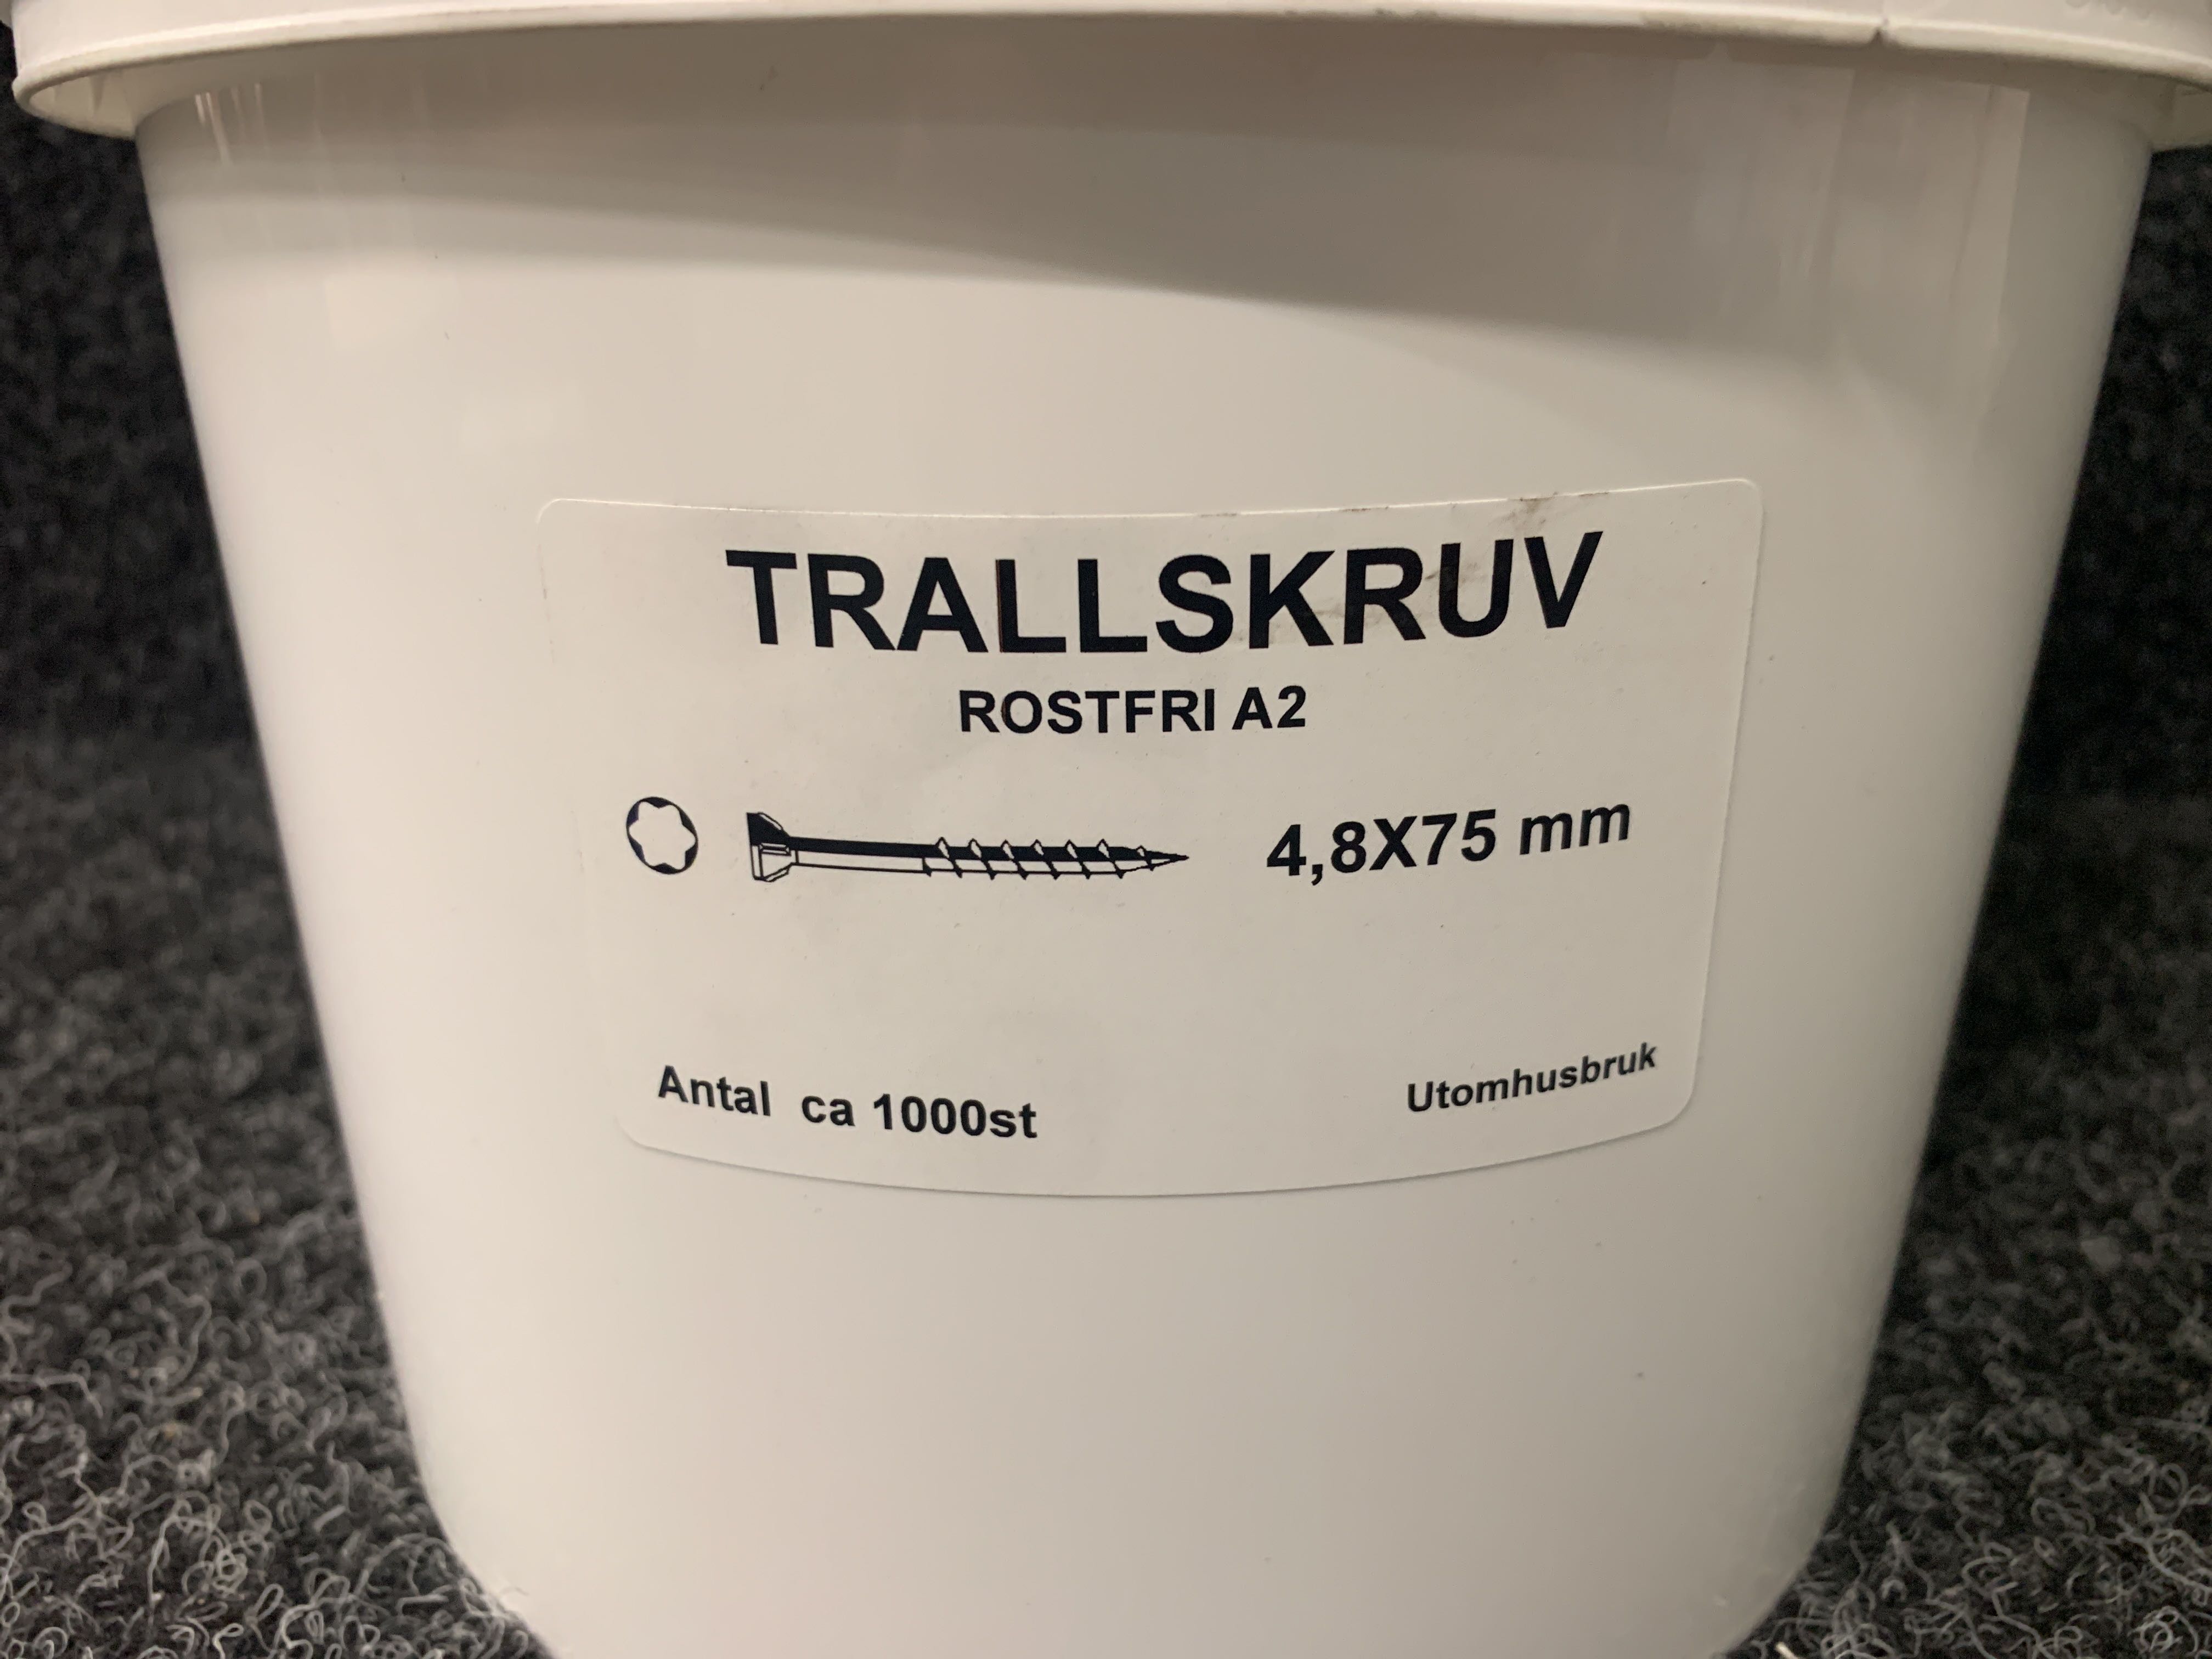 TRALLSKRUV
ROSTFRI A2
4,8X75 mm
Antal ca 1000st
Utomhusbruk